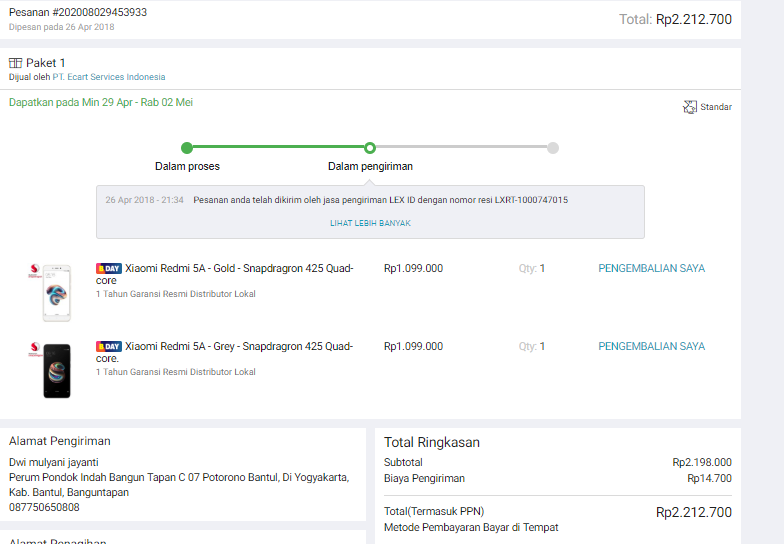 Pesanan #202008029453933
Total: Rp2.212.700
Dipesan pada 26 Apr 2018
Paket 1
Dijual oleh PT. Ecart Services Indonesia
Dapatkan pada Min 29 Apr - Rab 02 Mei
Standar
Dalam proses
Dalam pengiriman
26 Apr 2018 - 21:34 Pesanan anda telah dikirim oleh jasa pengiriman LEX ID dengan nomor resi LXRT-1000747015
LIHAT LEBIH BANYAK
DAY Xiaomi Redmi 5A - Gold - Snapdragron 425 Quad-
core
Rp1.099.000
Qty: 1
PENGEMBALIAN SAYA
1 Tahun Garansi Resmi Distributor Lokal
DAY Xiaomi Redmi 5A - Grey - Snapdragron 425 Quad-
core.
Rp1.099.000
Qty: 1
PENGEMBALIAN SAYA
1 Tahun Garansi Resmi Distributor Lokal
Alamat Pengiriman
Dwi mulyani jayanti
Perum Pondok Indah Bangun Tapan C 07 Potorono Bantul, Di Yogyakarta,
Kab. Bantul, Banguntapan
087750650808
Alamat Penagihan
Total Ringkasan
Subtotal Rp2.198.000
Biaya Pengiriman Rp14.700
Total(Termasuk PPN) Rp2.212.700
Metode Pembayaran Bayar di Tempat